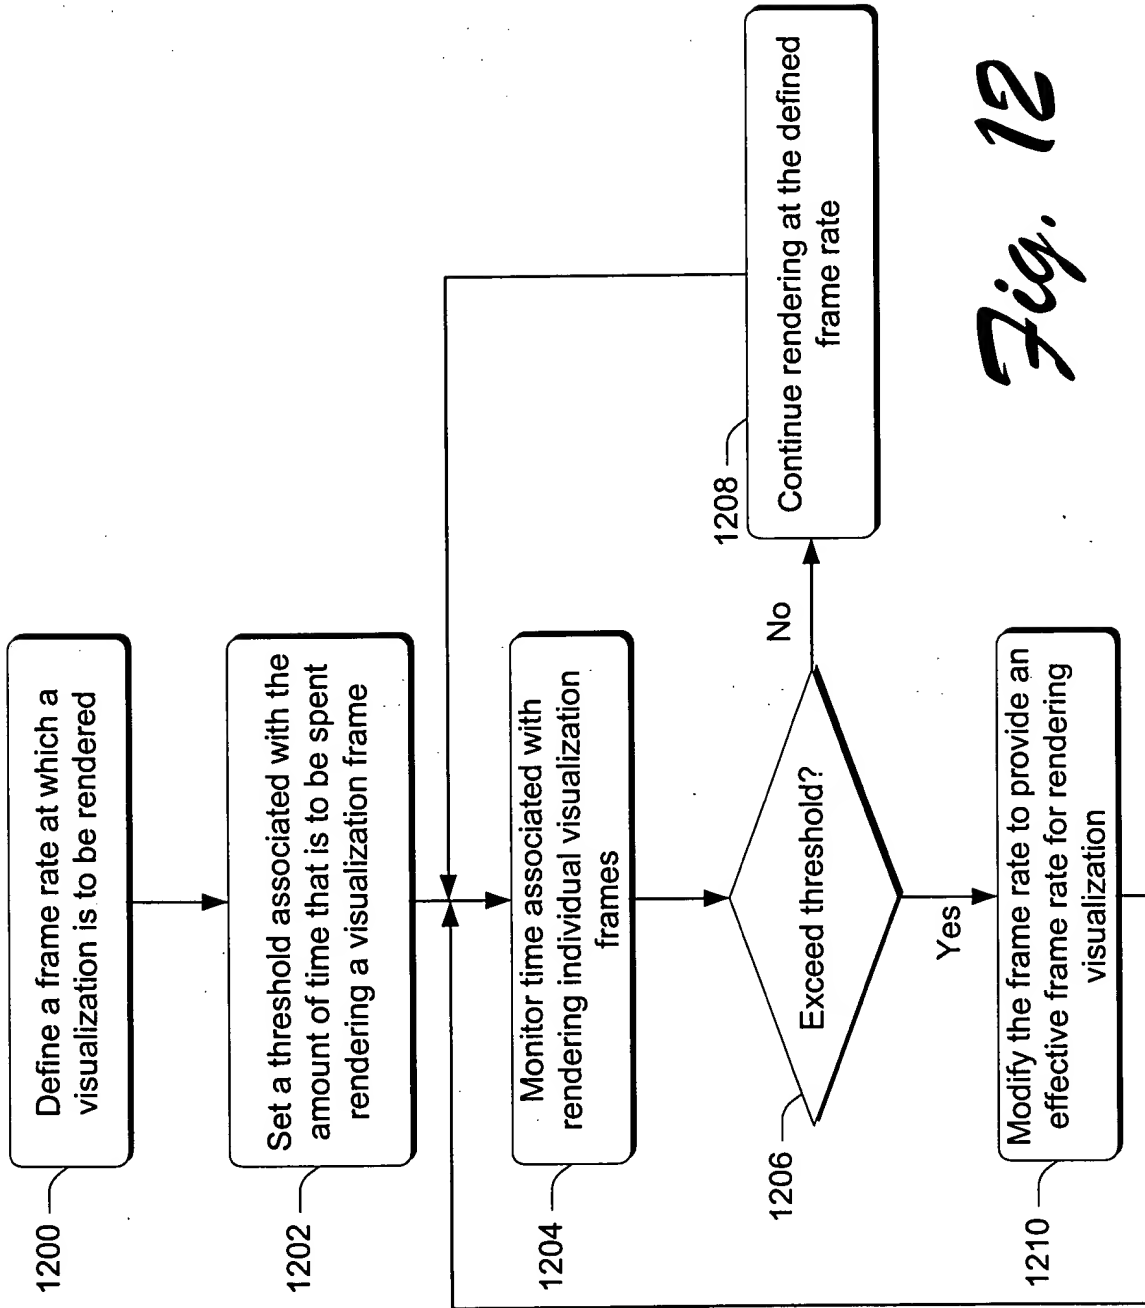 1200
Define a frame rate at which a
visualization is to be rendered
1202
Set a threshold associated with the
amount of time that is to be spent
rendering a visualization frame
1204
Monitor time associated with
rendering individual visualization
frames
1206
Exceed threshold?
No
1208
Continue rendering at the defined
frame rate
Yes
1210
Modify the frame rate to provide an
effective frame rate for rendering
visualization
Fig. 12